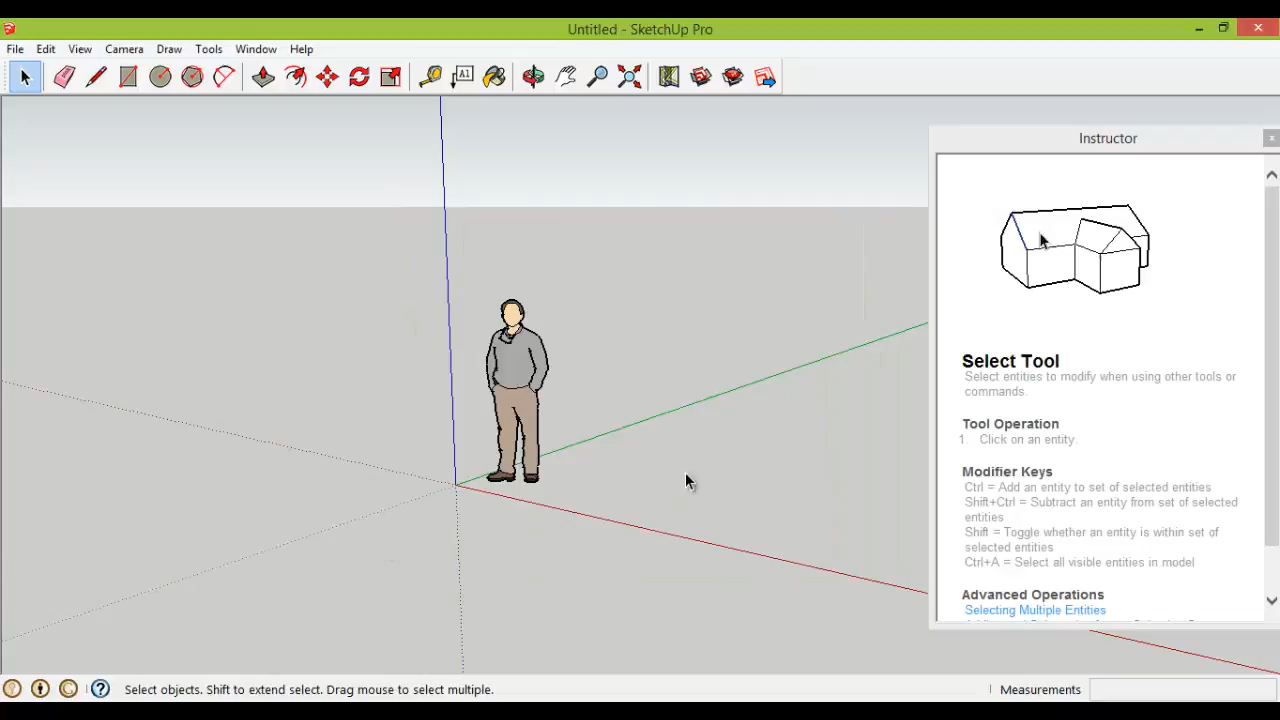 Untitled - SketchUp Pro
File Edit View Camera Draw Tools Window Help
A1
Instructor
Select Tool
Select entities to modify when using other tools or
commands.
Tool Operation
1. Click on an entity.
Modifier Keys
Ctrl = Add an entity to set of selected entities
Shift+Ctrl = Subtract an entity from set of selected
entities
Shift = Toggle whether an entity is within set of
selected entities
Ctrl+A = Select all visible entities in model
Advanced Operations
Selecting Multiple Entities
Select objects. Shift to extend select. Drag mouse to select multiple.
Measurements